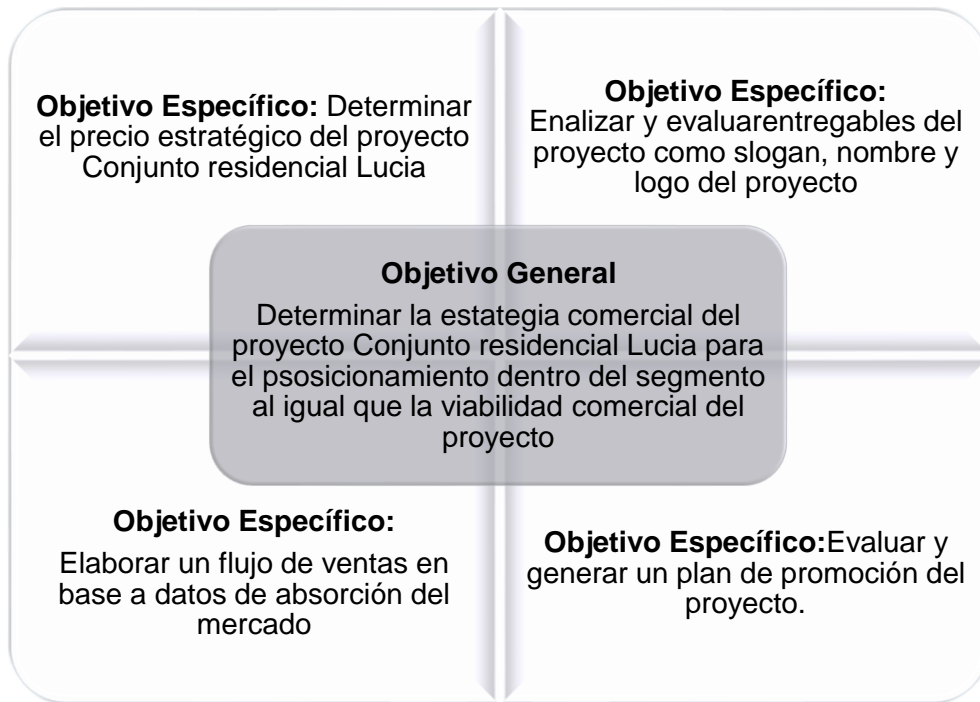 Objetivo Específico: Determinar
el precio estratégico del proyecto
Conjunto residencial Lucia
Objetivo Específico:
Enalizar y evaluarentregables del
proyecto como slogan, nombre y
logo del proyecto
Objetivo General
Determinar la estategia comercial del
proyecto Conjunto residencial Lucia para
el psosicionamiento dentro del segmento
al igual que la viabilidad comercial del
proyecto
Objetivo Específico:
Elaborar un flujo de ventas en
base a datos de absorción del
mercado
Objetivo Específico:Evaluar y
generar un plan de promoción del
proyecto.